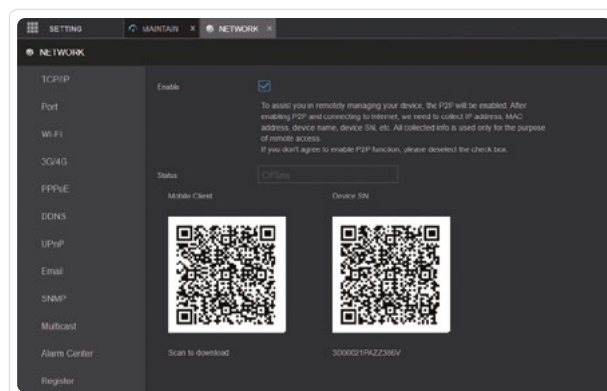 SETTING
MAINTAIN X
NETWORK X
NETWORK
TCP/IP
Port
Wi-Fi
3G/4G
PPPoE
DDNS
UPnP
Email
SNMP
Multicast
Alarm Center
Register
Enable
To assist you in remotely managing your device, the P2P will be enabled. After
enabling P2P and connecting to Internet, we need to collect IP address, MAC
address, device name, device SN, etc. All collected info is used only for the purpose
of remote access.
If you don't agree to enable P2P function, please deselect the check box.
Status
Offline
Mobile Client
Device SN
Scan to download
3D00021PAZZ386V